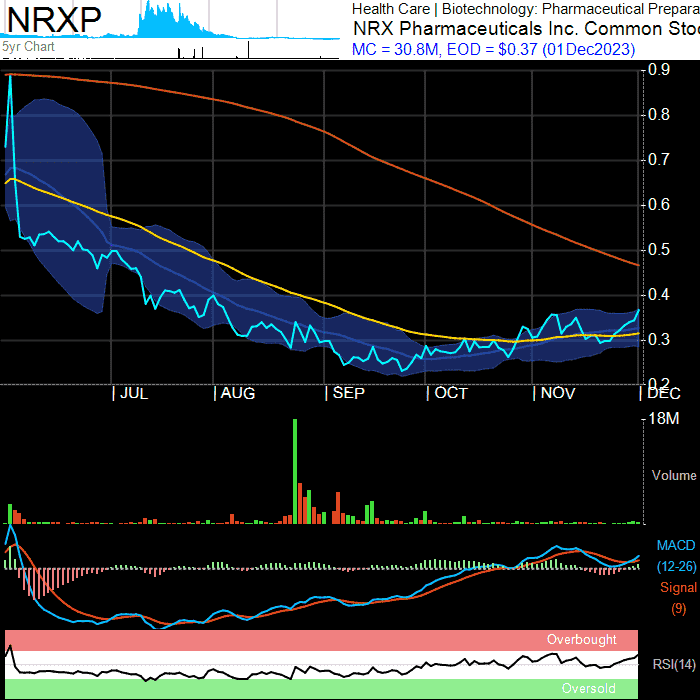 NRXP
5yr Chart
Health Care | Biotechnology: Pharmaceutical Prepara
NRX Pharmaceuticals Inc. Common Sto
MC = 30.8M, EOD = $0.37 (01Dec2023)
0.9
0.8
0.7
0.6
0.5
0.4
0.3
0.2
JUL
AUG
SEP
OCT
NOV
DEC
18M
Volume
MACD
(12-26)
Signal
(9)
Overbought
RSI(14)
Oversold